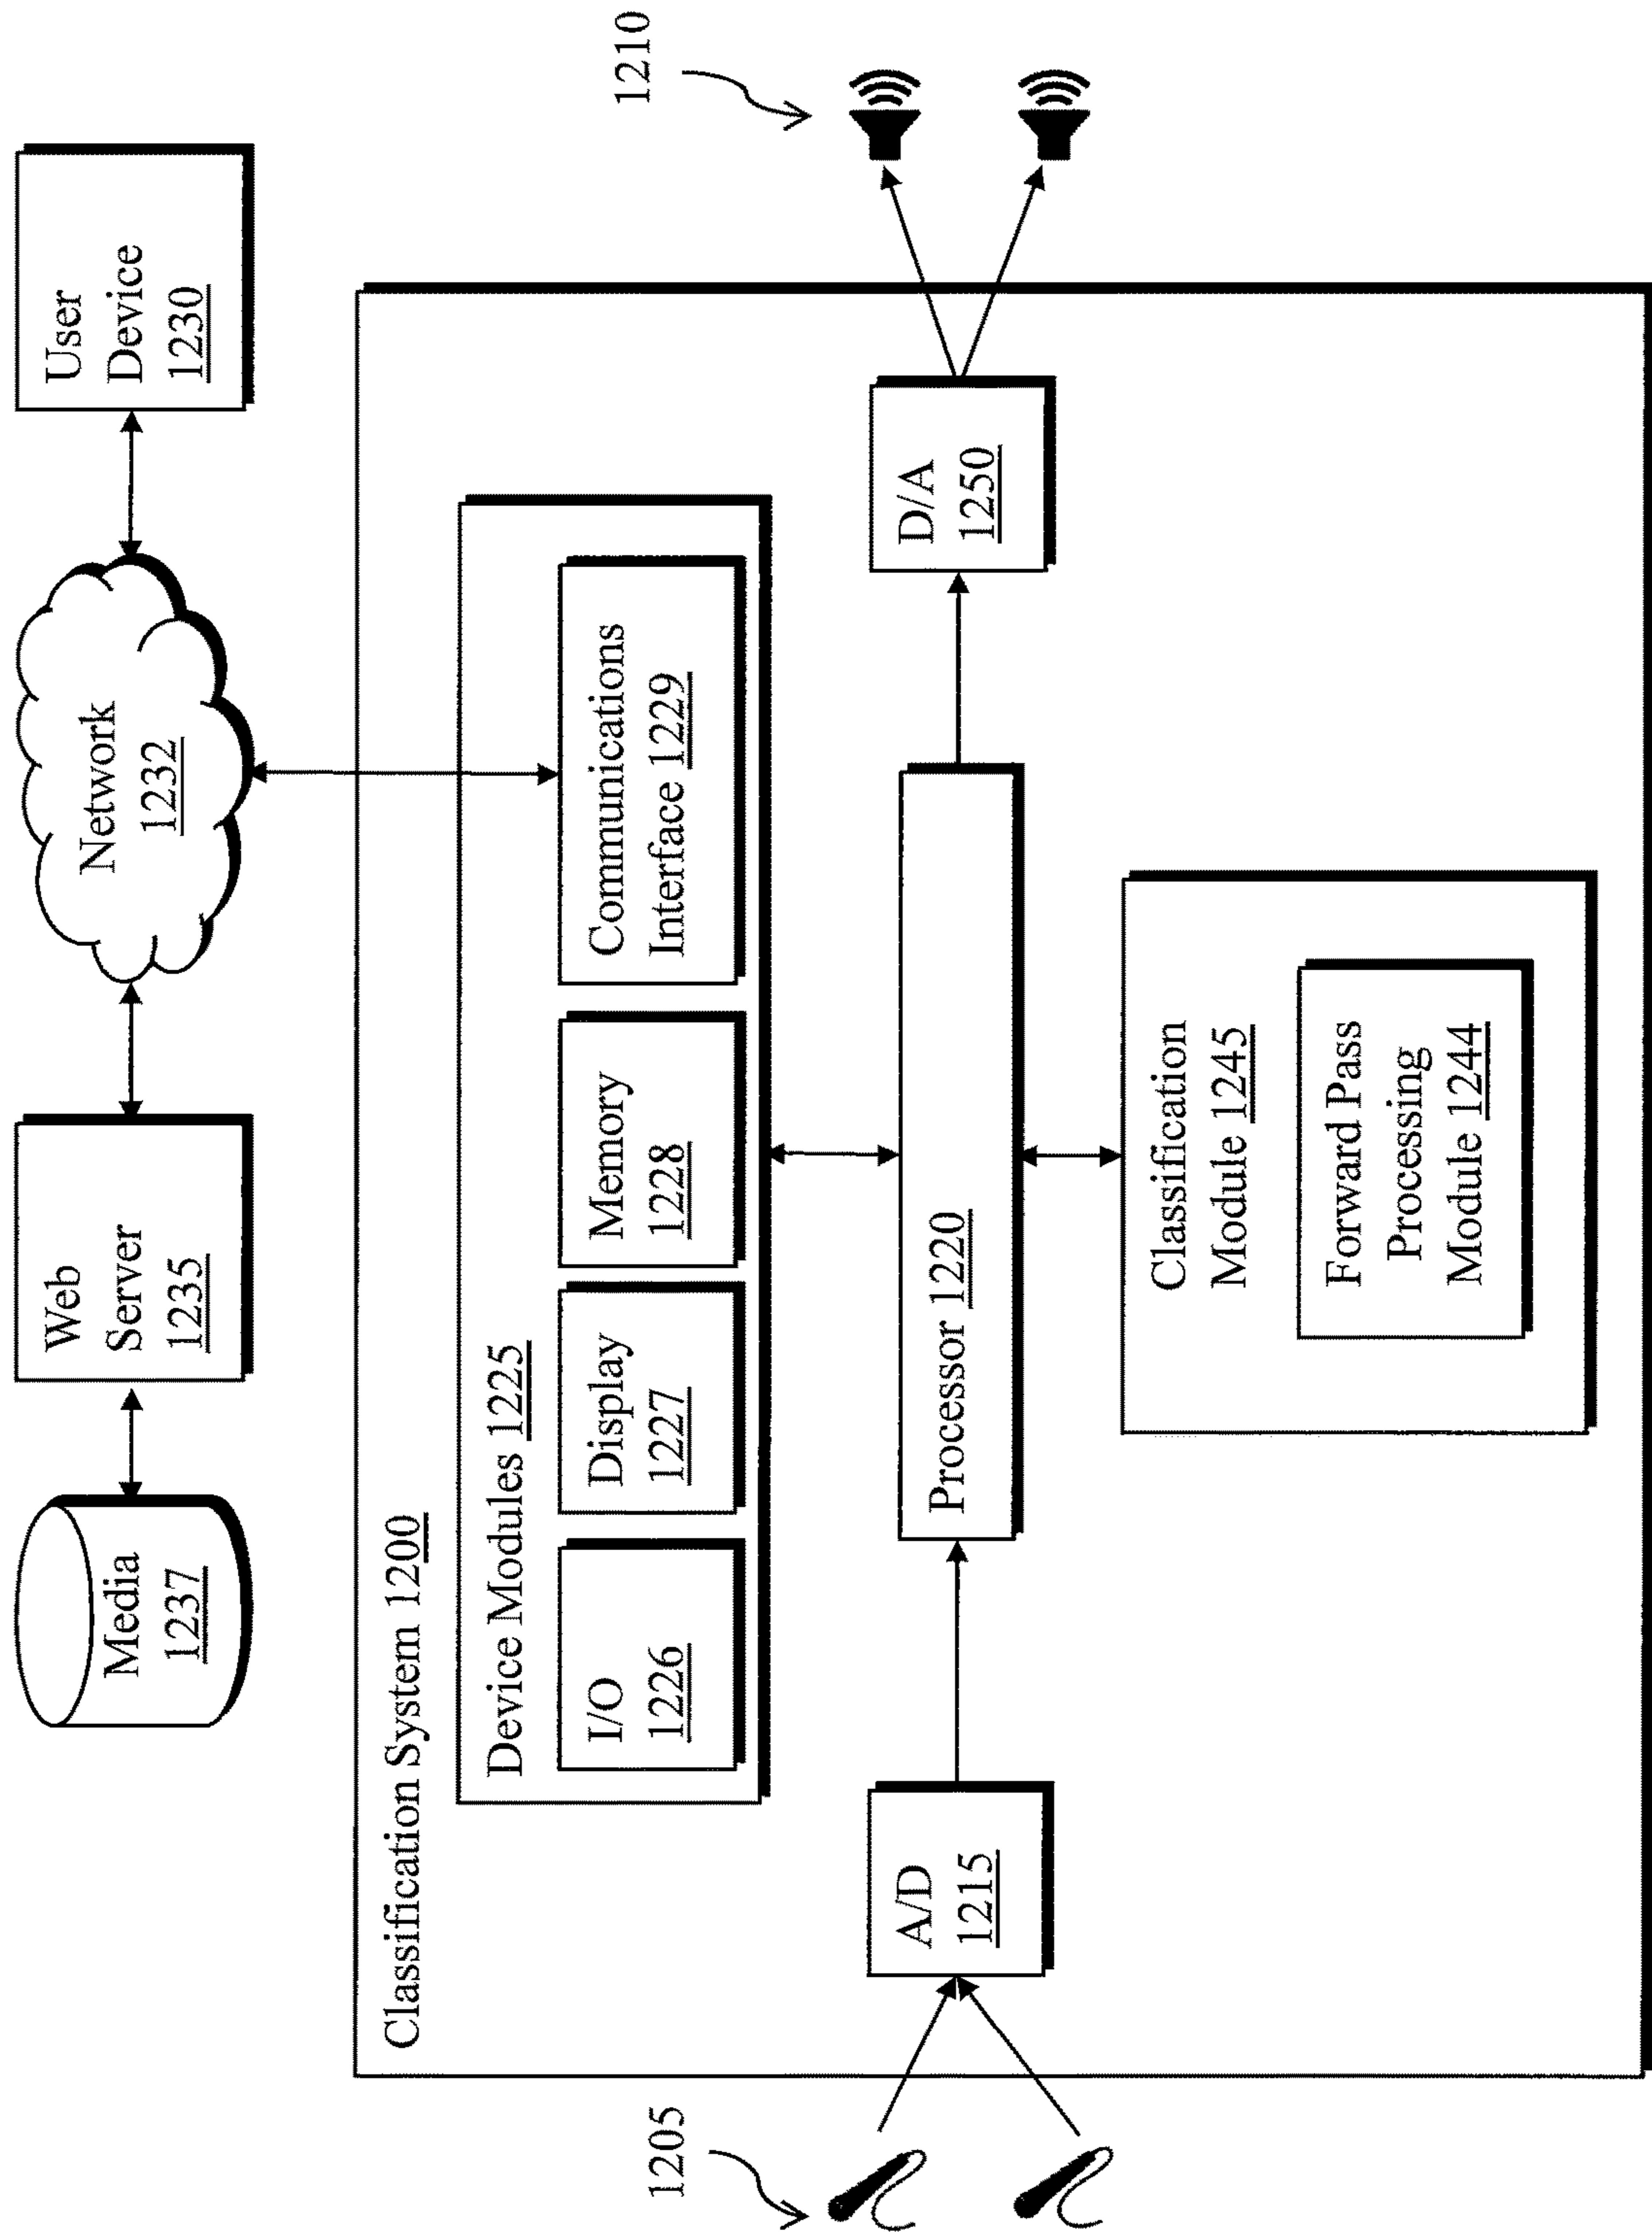 Media
1237
Web
Server
1235
Network
1232
User
Device
1230
Classification System 1200
Device Modules 1225
I/O
1226
Display
1227
Memory
1228
Communications
Interface 1229
1205
A/D
1215
Processor 1220
D/A
1250
1210
Classification
Module 1245
Forward Pass
Processing
Module 1244